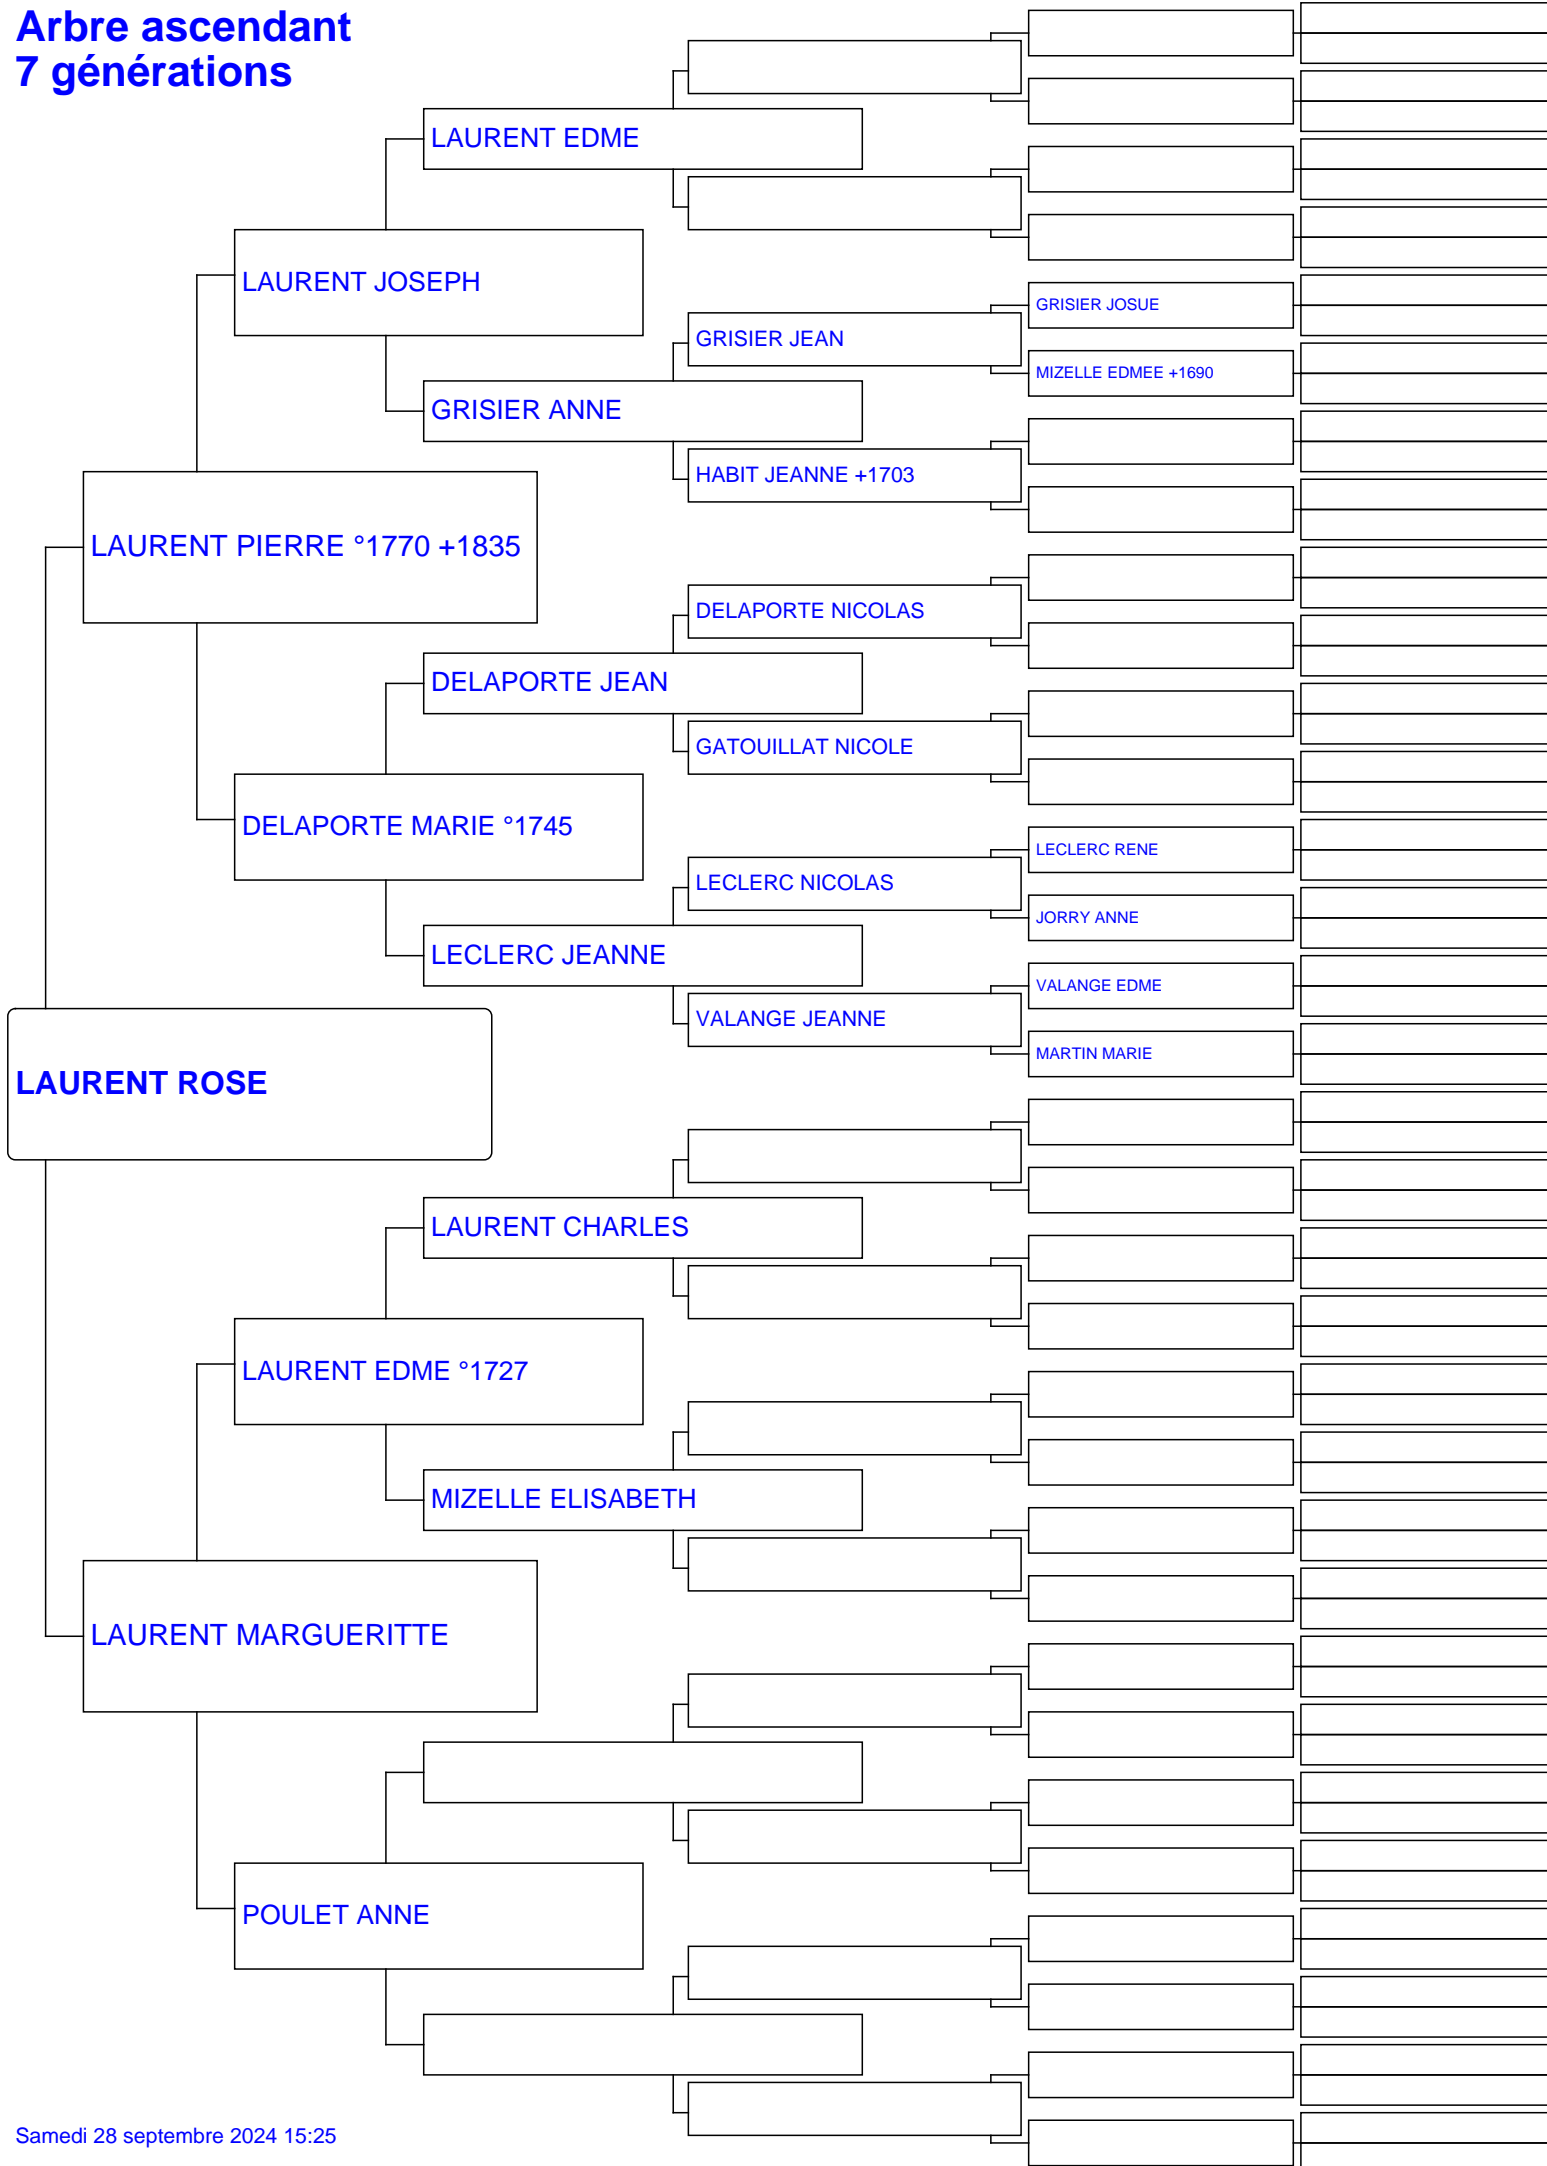 Arbre ascendant
7 générations
LAURENT EDME
LAURENT JOSEPH
GRISIER JOSUE
GRISIER JEAN
MIZELLE EDMEE +1690
GRISIER ANNE
HABIT JEANNE +1703
LAURENT PIERRE °1770 +1835
DELAPORTE NICOLAS
DELAPORTE JEAN
GATOUILLAT NICOLE
DELAPORTE MARIE °1745
LECLERC RENE
LECLERC NICOLAS
JORRY ANNE
LECLERC JEANNE
VALANGE EDME
VALANGE JEANNE
MARTIN MARIE
LAURENT ROSE
LAURENT CHARLES
LAURENT EDME °1727
MIZELLE ELISABETH
LAURENT MARGUERITTE
POULET ANNE
Samedi 28 septembre 2024 15:25